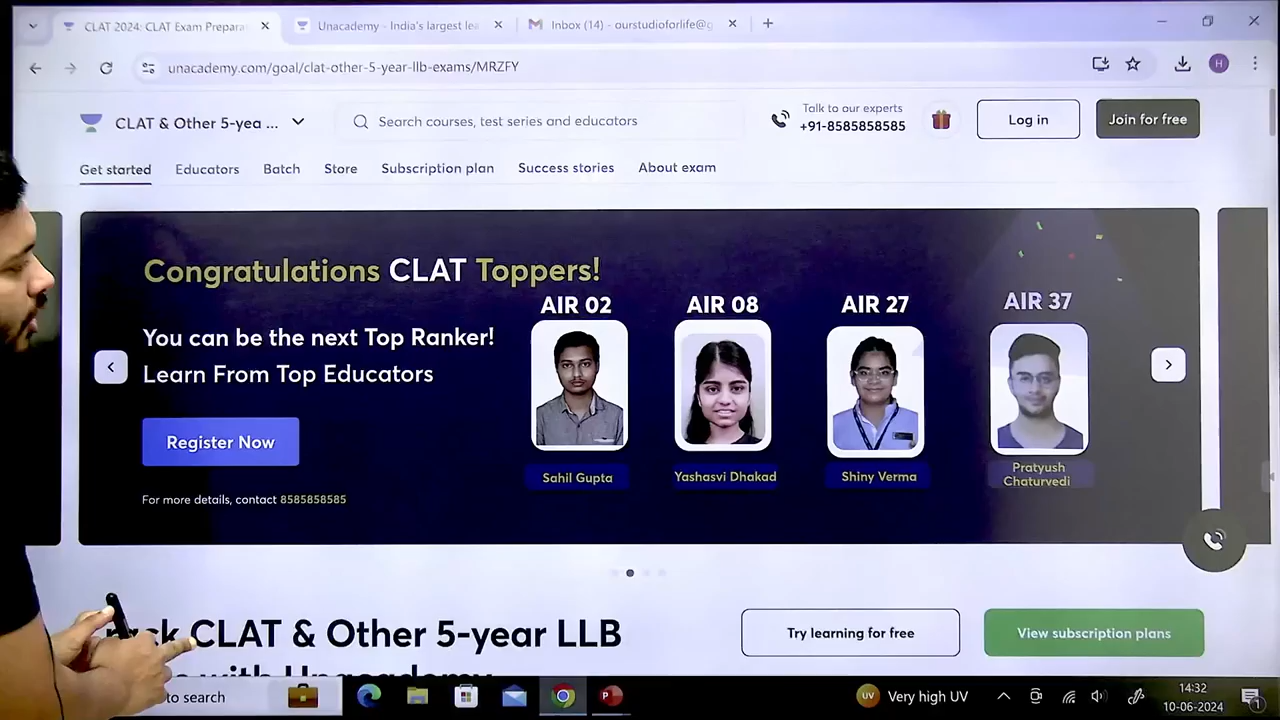 CLAT 2024: CLAT Exam Prepara
Unacademy - India's largest le
Inbox (14) - ourstudioforlife@g
unacademy.com/goal/clat-other-5-year-llb-exams/MRZFY
H
CLAT & Other 5-yea ...
Search courses, test series and educators
Talk to our experts
+91-8585858585
Log in
Join for free
Get started
Educators
Batch
Store
Subscription plan
Success stories
About exam
Congratulations CLAT Toppers!
You can be the next Top Ranker!
Learn From Top Educators
Register Now
For more details, contact 8585858585
AIR 02
AIR 08
AIR 27
AIR 37
Sahil Gupta
Yashasvi Dhakad
Shiny Verma
Pratyush
Chaturvedi
CLAT & Other 5-year LLB
with Unacademy
Try learning for free
View subscription plans
to search
P
UV
Very high UV
14:32
10-06-2024
1